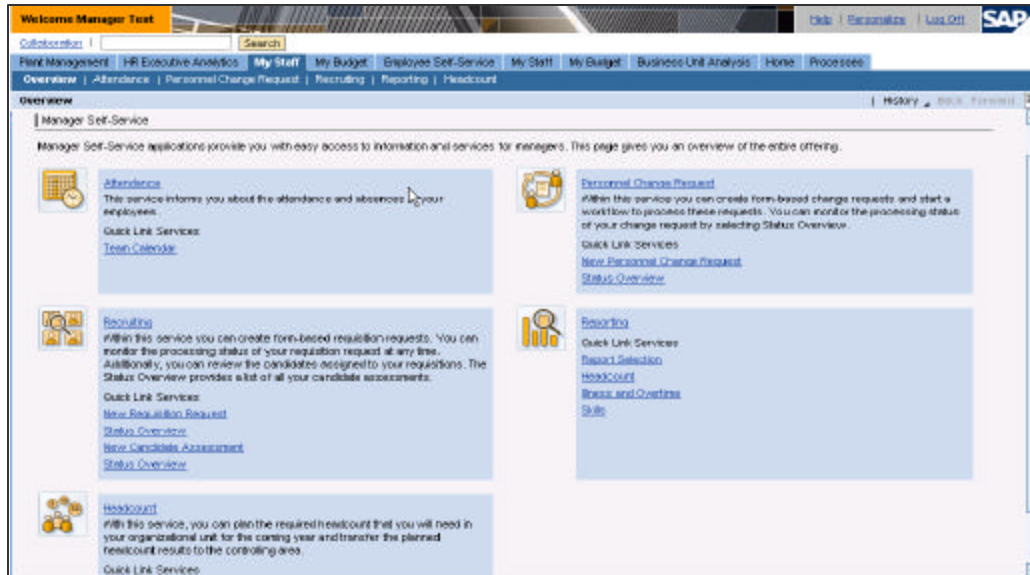 Welcome Manager Test
Help | Personalize | Log Off
SAP
Collaboration |
Search
Plant Management HR Executive Analytics My Staff My Budget Employee Self-Service My Staff My Budget Business Unit Analysis Home Processes
Overview | Attendance | Personnel Change Request | Recruiting | Reporting | Headcount
Overview
| History Back Forward
Manager Self-Service
Manager Self-Service applications provide you with easy access to information and services for managers. This page gives you an overview of the entire offering.
Attendance
This service informs you about the attendance and absences of your
employees.
Quick Link Services:
Team Calendar
Personnel Change Request
Within this service you can create form-based change requests and start a
workflow to process these requests. You can monitor the processing status
of your change request by selecting Status Overview.
Quick Link Services
New Personnel Change Request
Status Overview
Recruiting
Within this service you can create form-based requisition requests. You can
monitor the processing status of your requisition request at any time.
Additionally, you can review the candidates assigned to your requisitions. The
Status Overview provides a list of all your candidate assessments.
Quick Link Services:
New Requisition Request
Status Overview
New Candidate Assessment
Status Overview
Reporting
Quick Link Services
Report Selection
Headcount
Illness and Overtime
Skills
Headcount
With this service, you can plan the required headcount that you will need in
your organizational unit for the coming year and transfer the planned
headcount results to the controlling area.
Quick Link Services